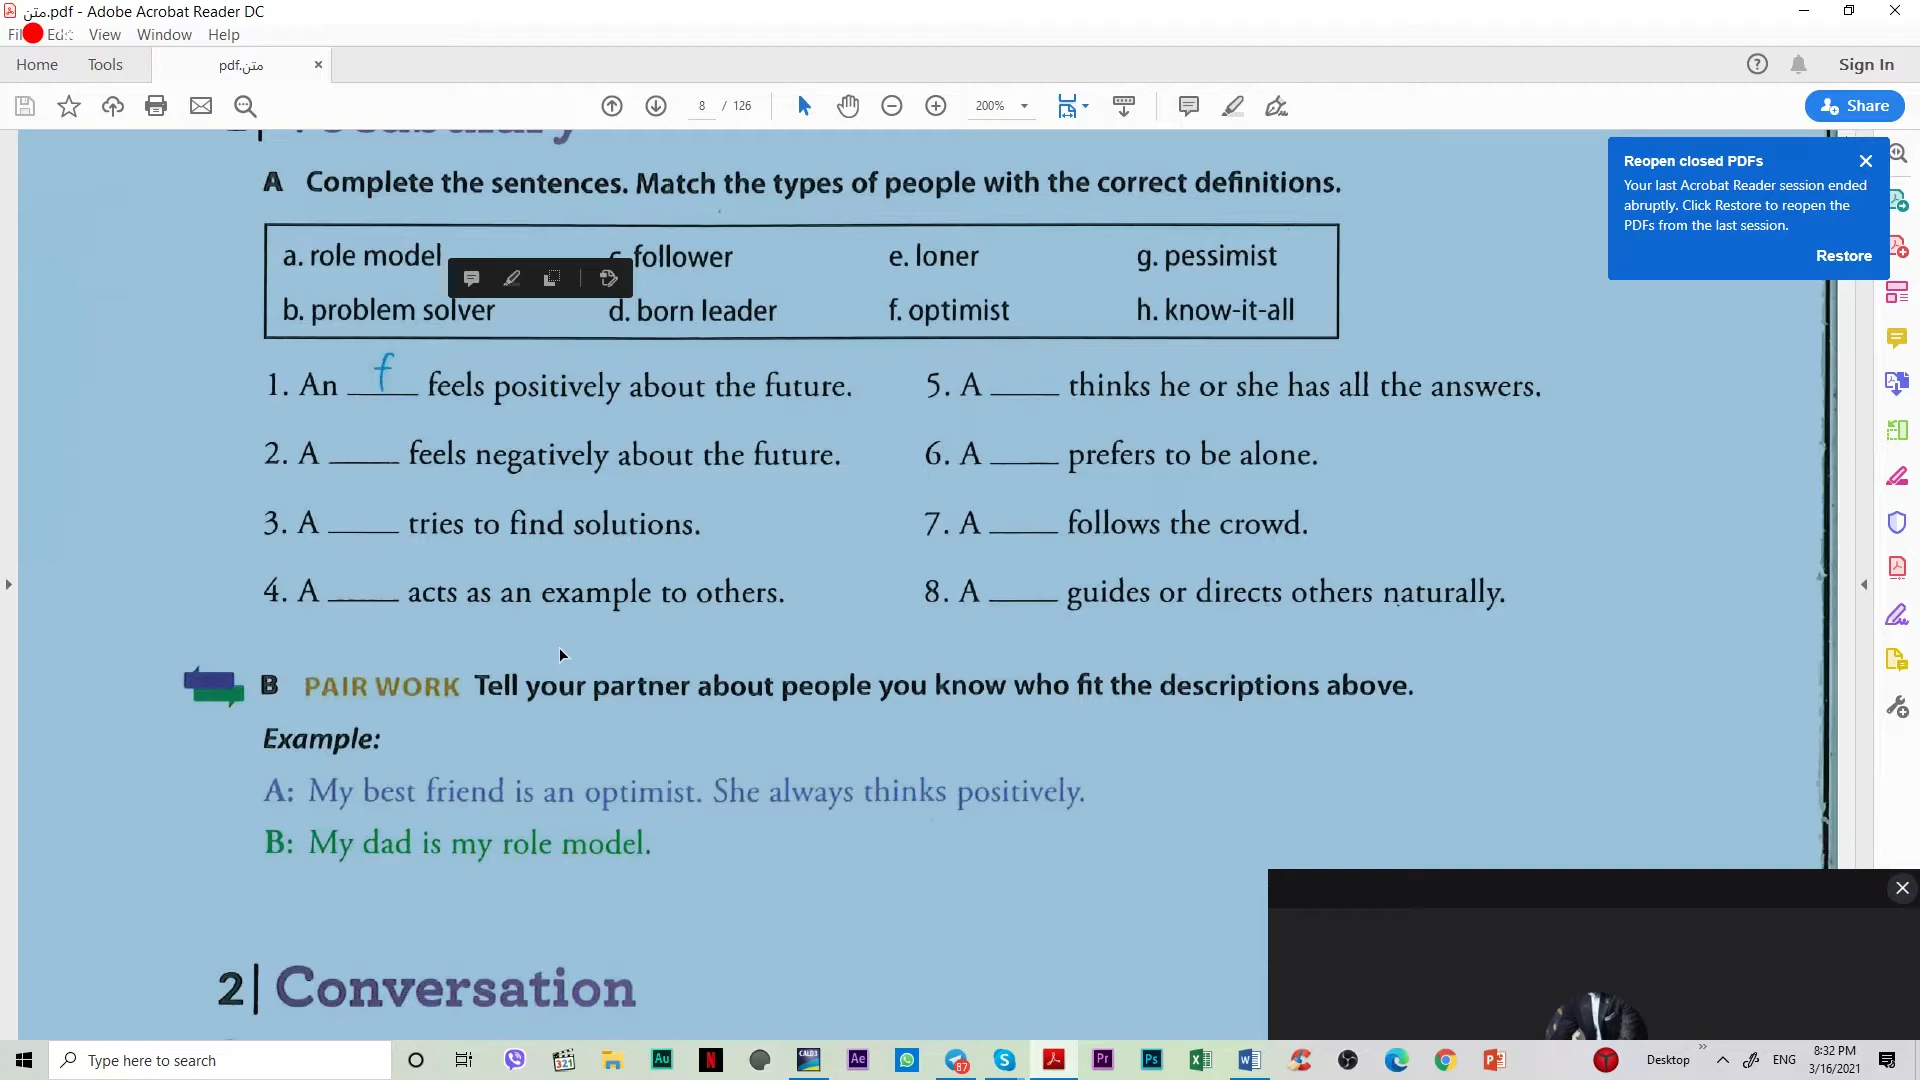 متن.pdf - Adobe Acrobat Reader DC
View Window Help
Home Tools متن.pdf Sign In
8 / 126 200% Share
A Complete the sentences. Match the types of people with the correct definitions.
a. role model follower e. loner g. pessimist
b. problem solver d. born leader f. optimist h. know-it-all
1. An f feels positively about the future.
2. A ____ feels negatively about the future.
3. A ____ tries to find solutions.
4. A ____ acts as an example to others.
5. A ____ thinks he or she has all the answers.
6. A ____ prefers to be alone.
7. A ____ follows the crowd.
8. A ____ guides or directs others naturally.
B PAIR WORK Tell your partner about people you know who fit the descriptions above.
Example:
A: My best friend is an optimist. She always thinks positively.
B: My dad is my role model.
2 Conversation
Reopen closed PDFs
Your last Acrobat Reader session ended
abruptly. Click Restore to reopen the
PDFs from the last session.
Restore
Type here to search
321 Au N CALD3 Ae 87 Pr Ps Desktop ENG
8:32 PM
3/16/2021